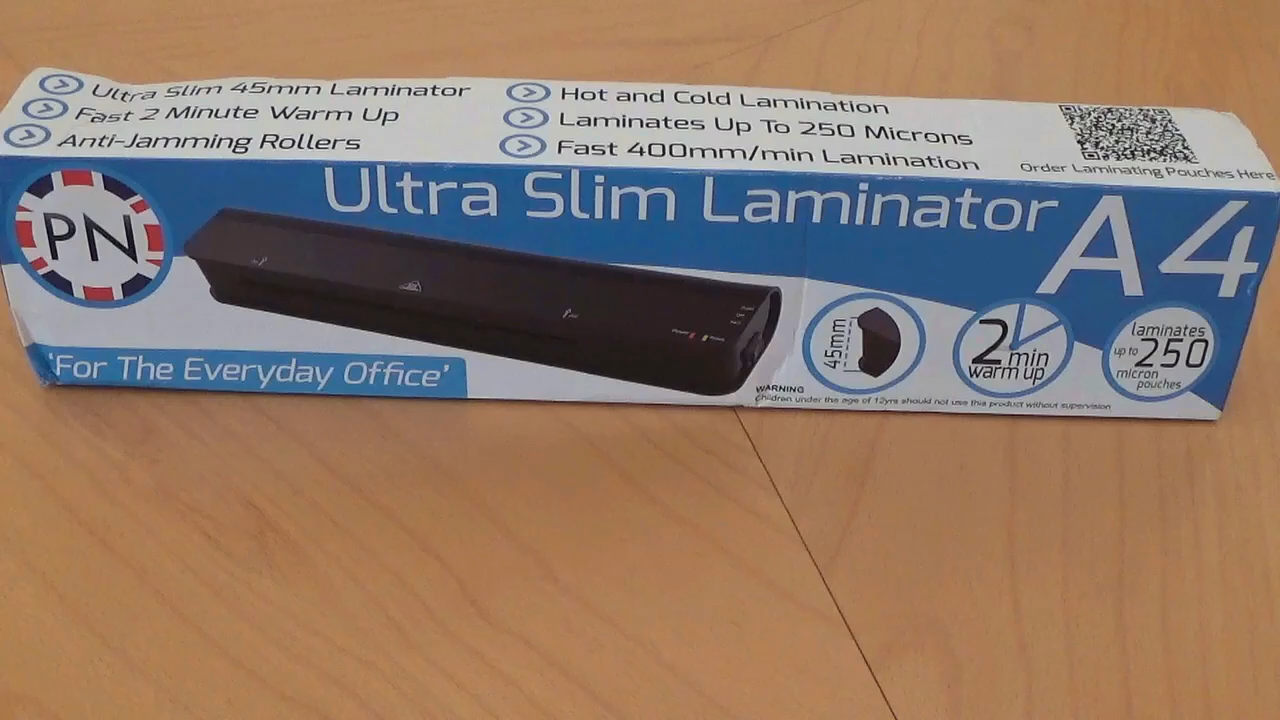 Ultra Slim 45mm Laminator
Fast 2 Minute Warm Up
Anti-Jamming Rollers
Hot and Cold Lamination
Laminates Up To 250 Microns
Fast 400mm/min Lamination
Order Laminating Pouches Here
PN
Ultra Slim Laminator A4
'For The Everyday Office'
45mm
2 min
warm up
laminates
up to 250
micron
pouches
WARNING
Children under the age of 12yrs should not use this product without supervision